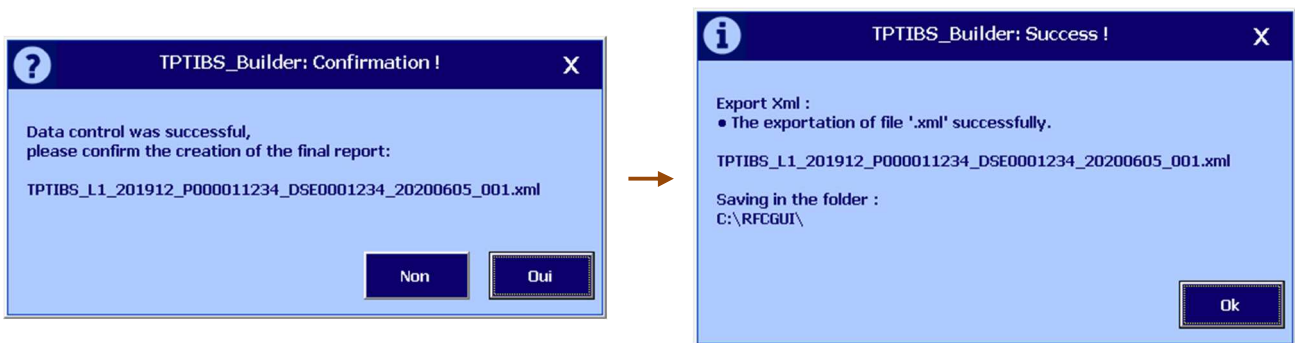 TPTIBS_Builder: Confirmation !
X
Data control was successful,
please confirm the creation of the final report:
TPTIBS_L1_201912_P000011234_DSE0001234_20200605_001.xml
Non
Oui
TPTIBS_Builder: Success !
X
Export Xml :
• The exportation of file '.xml' successfully.
TPTIBS_L1_201912_P000011234_DSE0001234_20200605_001.xml
Saving in the folder :
C:\RFCGUI\
Ok